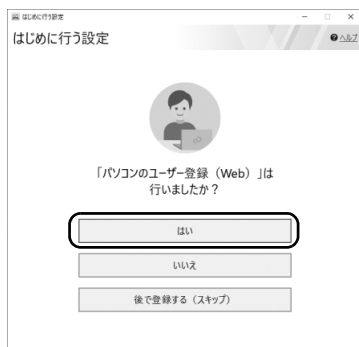 はじめに行う設定
はじめに行う設定
ヘルプ
「パソコンのユーザー登録（Web）」は
行いましたか？
はい
いいえ
後で登録する（スキップ）